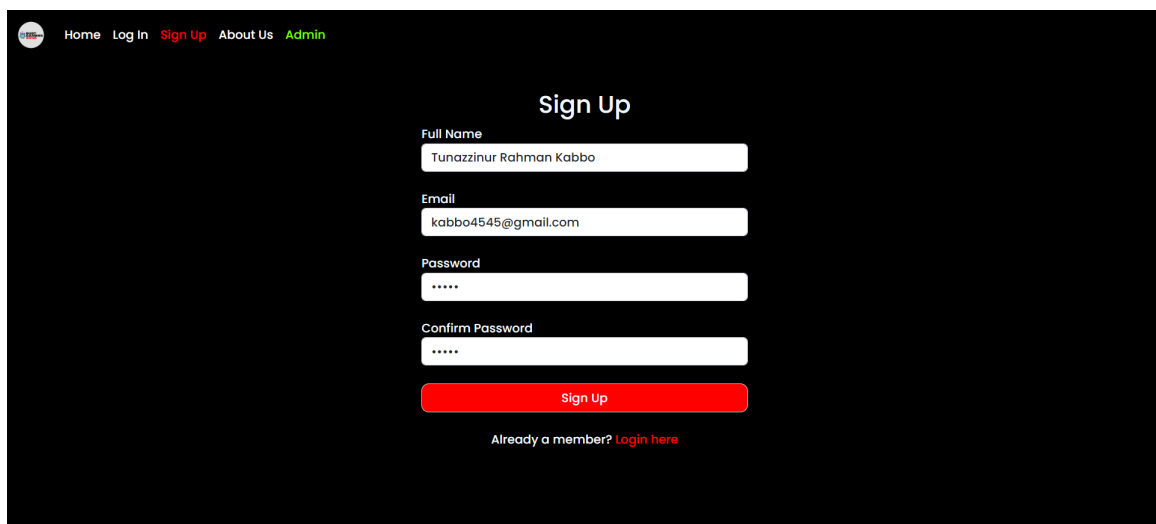 Home Log In Sign Up About Us Admin
Sign Up
Full Name
Tunazzinur Rahman Kabbo
Email
kabbo4545@gmail.com
Password
•••••
Confirm Password
•••••
Sign Up
Already a member? Login here